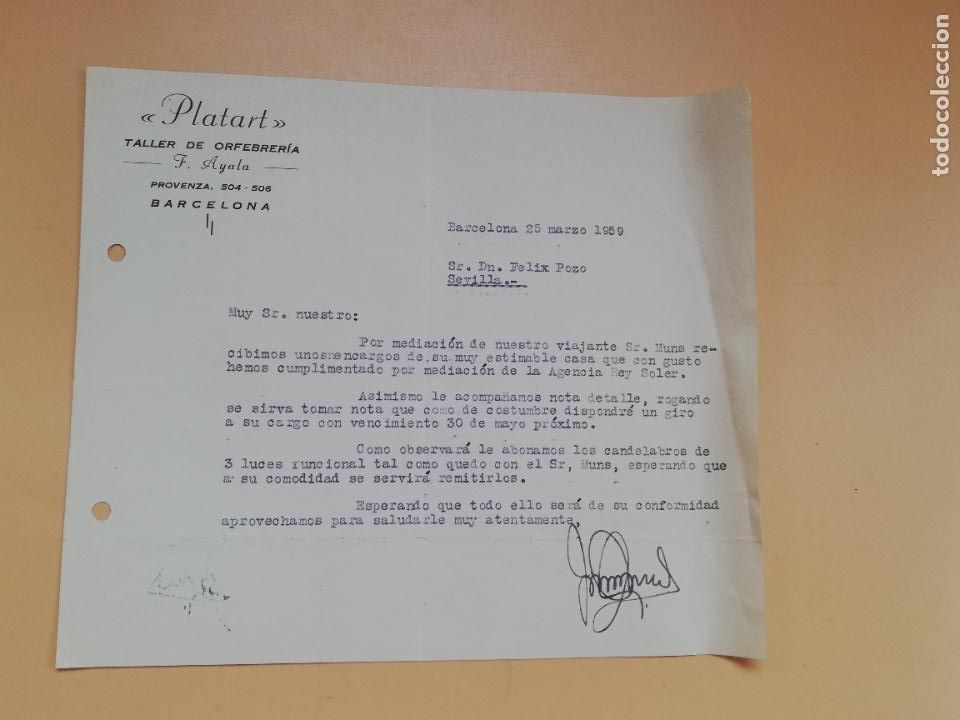 «Platart»
TALLER DE ORFEBRERÍA
F. Ayala
PROVENZA, 504 - 506
BARCELONA
Barcelona 25 marzo 1959
Sr. Dn. Felix Pozo
Sevilla.-
Muy Sr. nuestro:
Por mediación de nuestro viajante Sr. Muns re-
cibimos unosnencargos de su muy estimable casa que con gusto
hemos cumplimentado por mediación de la Agencia Rey Soler.
Asimismo le acompañamos nota detalle, rogando
se sirva tomar nota que como de costumbre dispondré un giro
a su cargo con vencimiento 30 de mayo próximo.
Como observará le abonamos los candelabros de
3 luces runcional tal como quedo con el Sr, Muns, esperando que
a su comodidad se servirá remitirlos.
Esperando que todo ello será de su conformidad
aprovechamos para saludarle muy atentamente,
todocoleccion